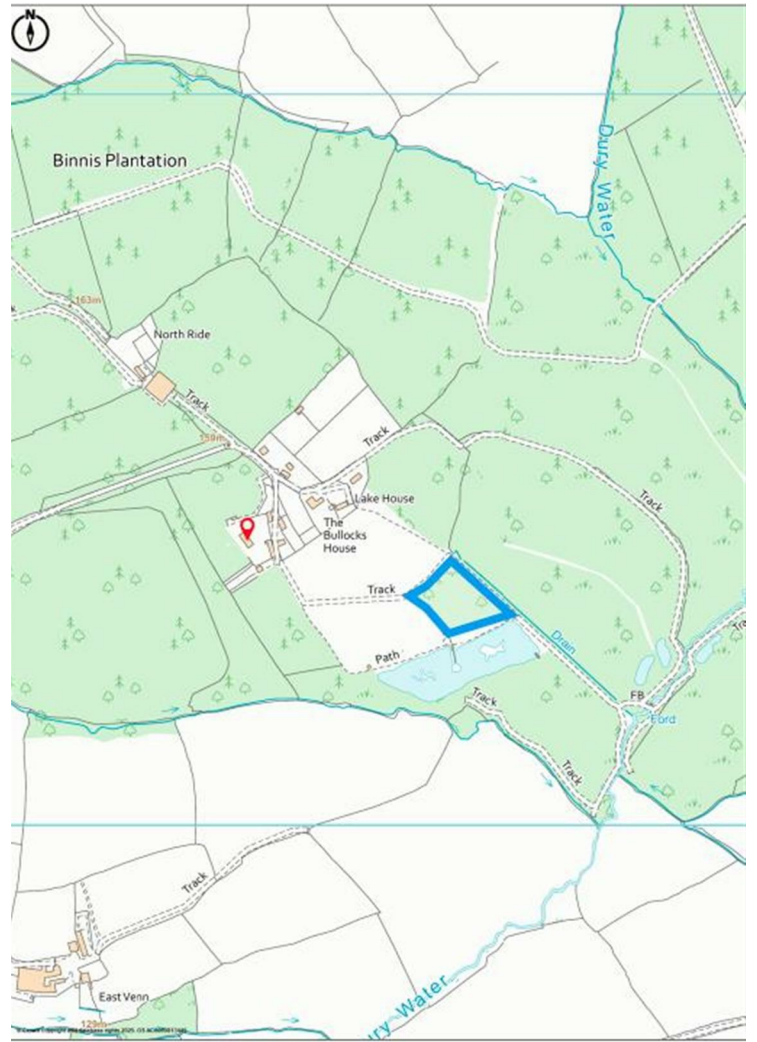 N
Binnis Plantation
Dury Water
163m
North Ride
Track
159m
Track
Lake House
The
Bullocks
House
Track
Track
Drain
Path
Track
FB
Ford
Track
Track
East Venn
129m
ury Water